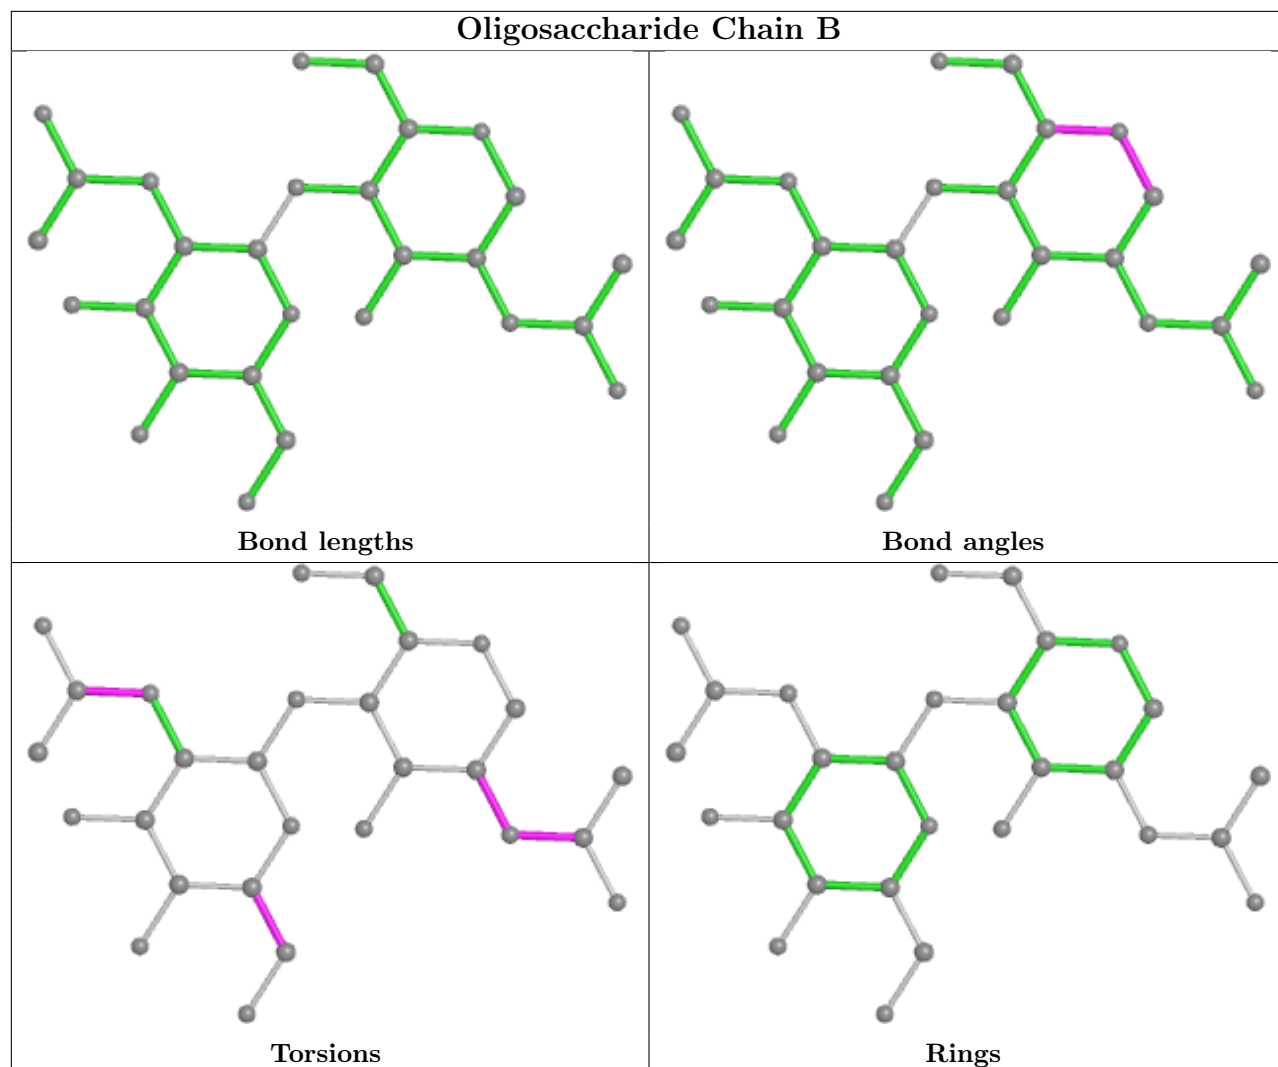 Oligosaccharide Chain B
Bond lengths
Bond angles
Torsions
Rings